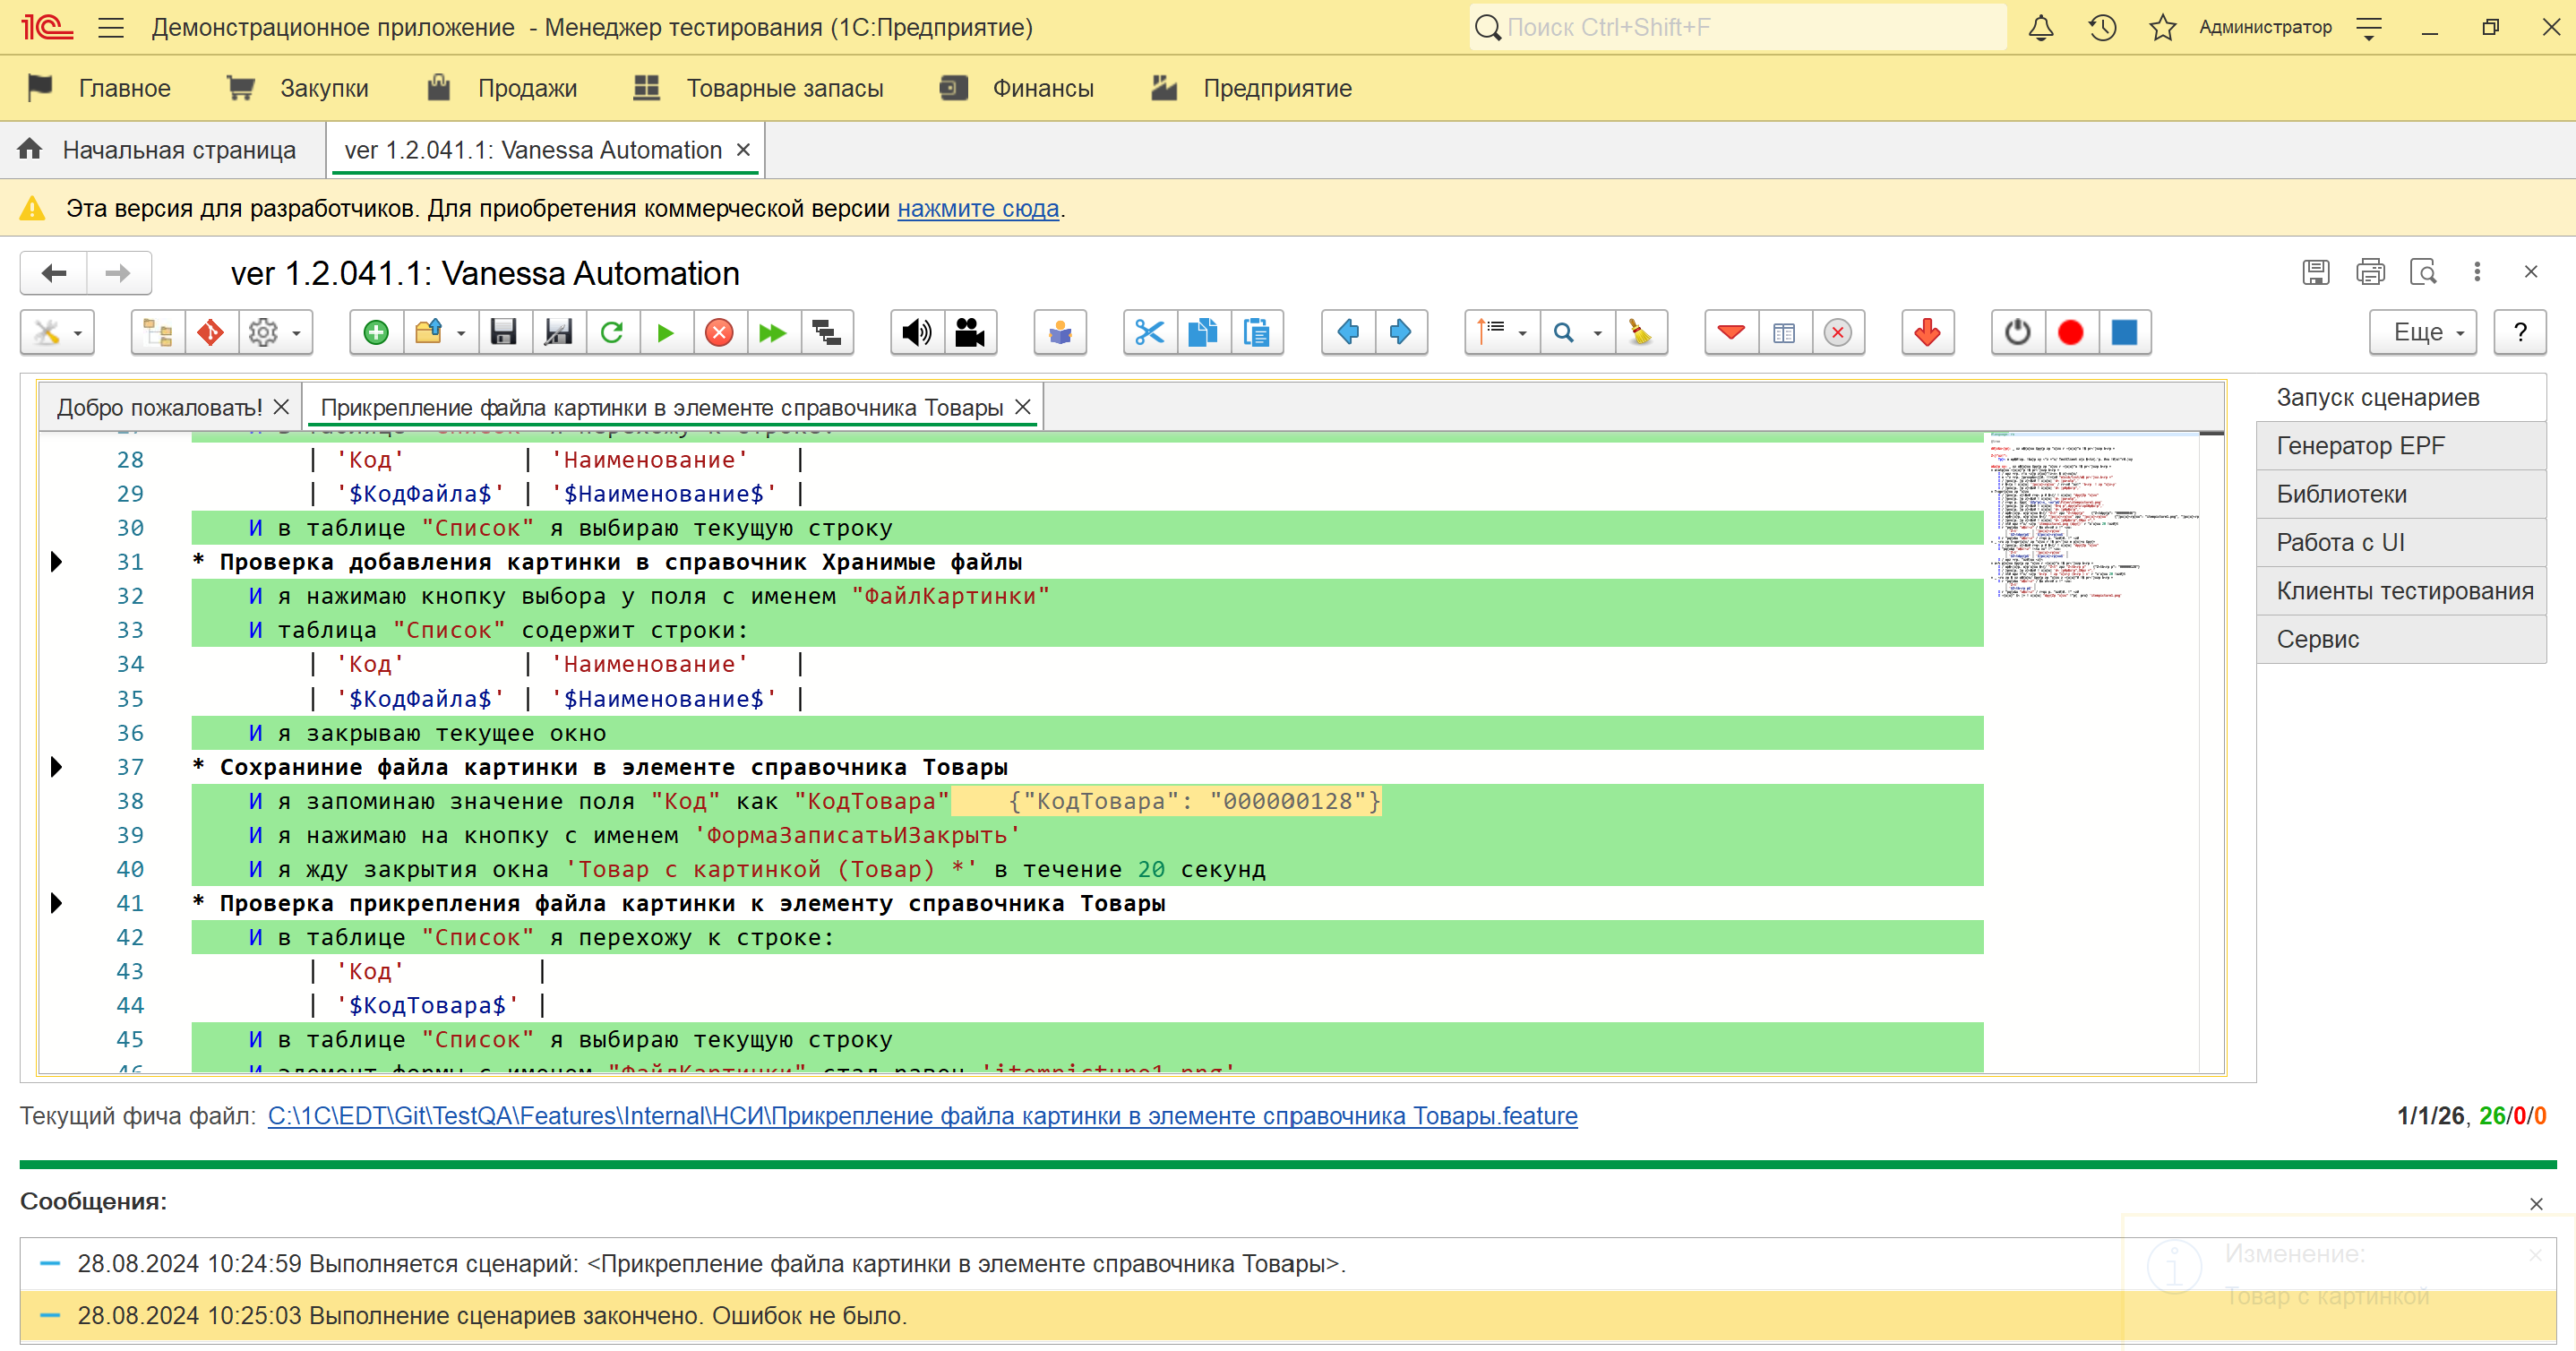 Демонстрационное приложение - Менеджер тестирования (1С:Предприятие)
Поиск Ctrl+Shift+F
Администратор
Главное
Закупки
Продажи
Товарные запасы
Финансы
Предприятие
Начальная страница
ver 1.2.041.1: Vanessa Automation
Эта версия для разработчиков. Для приобретения коммерческой версии нажмите сюда.
ver 1.2.041.1: Vanessa Automation
Еще
?
Добро пожаловать!
Прикрепление файла картинки в элементе справочника Товары
28 | 'Код' | 'Наименование' |
29 | '$КодФайла$' | '$Наименование$' |
30 И в таблице "Список" я выбираю текущую строку
31 * Проверка добавления картинки в справочник Хранимые файлы
32 И я нажимаю кнопку выбора у поля с именем "ФайлКартинки"
33 И таблица "Список" содержит строки:
34 | 'Код' | 'Наименование' |
35 | '$КодФайла$' | '$Наименование$' |
36 И я закрываю текущее окно
37 * Сохраниние файла картинки в элементе справочника Товары
38 И я запоминаю значение поля "Код" как "КодТовара" {"КодТовара": "000000128"}
39 И я нажимаю на кнопку с именем 'ФормаЗаписатьИЗакрыть'
40 И я жду закрытия окна 'Товар с картинкой (Товар) *' в течение 20 секунд
41 * Проверка прикрепления файла картинки к элементу справочника Товары
42 И в таблице "Список" я перехожу к строке:
43 | 'Код' |
44 | '$КодТовара$' |
45 И в таблице "Список" я выбираю текущую строку
46 И элемент формы с именем "ФайлКартинки" стал равен 'itempicture1.png'
Запуск сценариев
Генератор EPF
Библиотеки
Работа с UI
Клиенты тестирования
Сервис
Текущий фича файл: C:\1C\EDT\Git\TestQA\Features\Internal\НСИ\Прикрепление файла картинки в элементе справочника Товары.feature
1/1/26, 26/0/0
Сообщения:
28.08.2024 10:24:59 Выполняется сценарий: <Прикрепление файла картинки в элементе справочника Товары>.
28.08.2024 10:25:03 Выполнение сценариев закончено. Ошибок не было.
Изменение:
Товар с картинкой